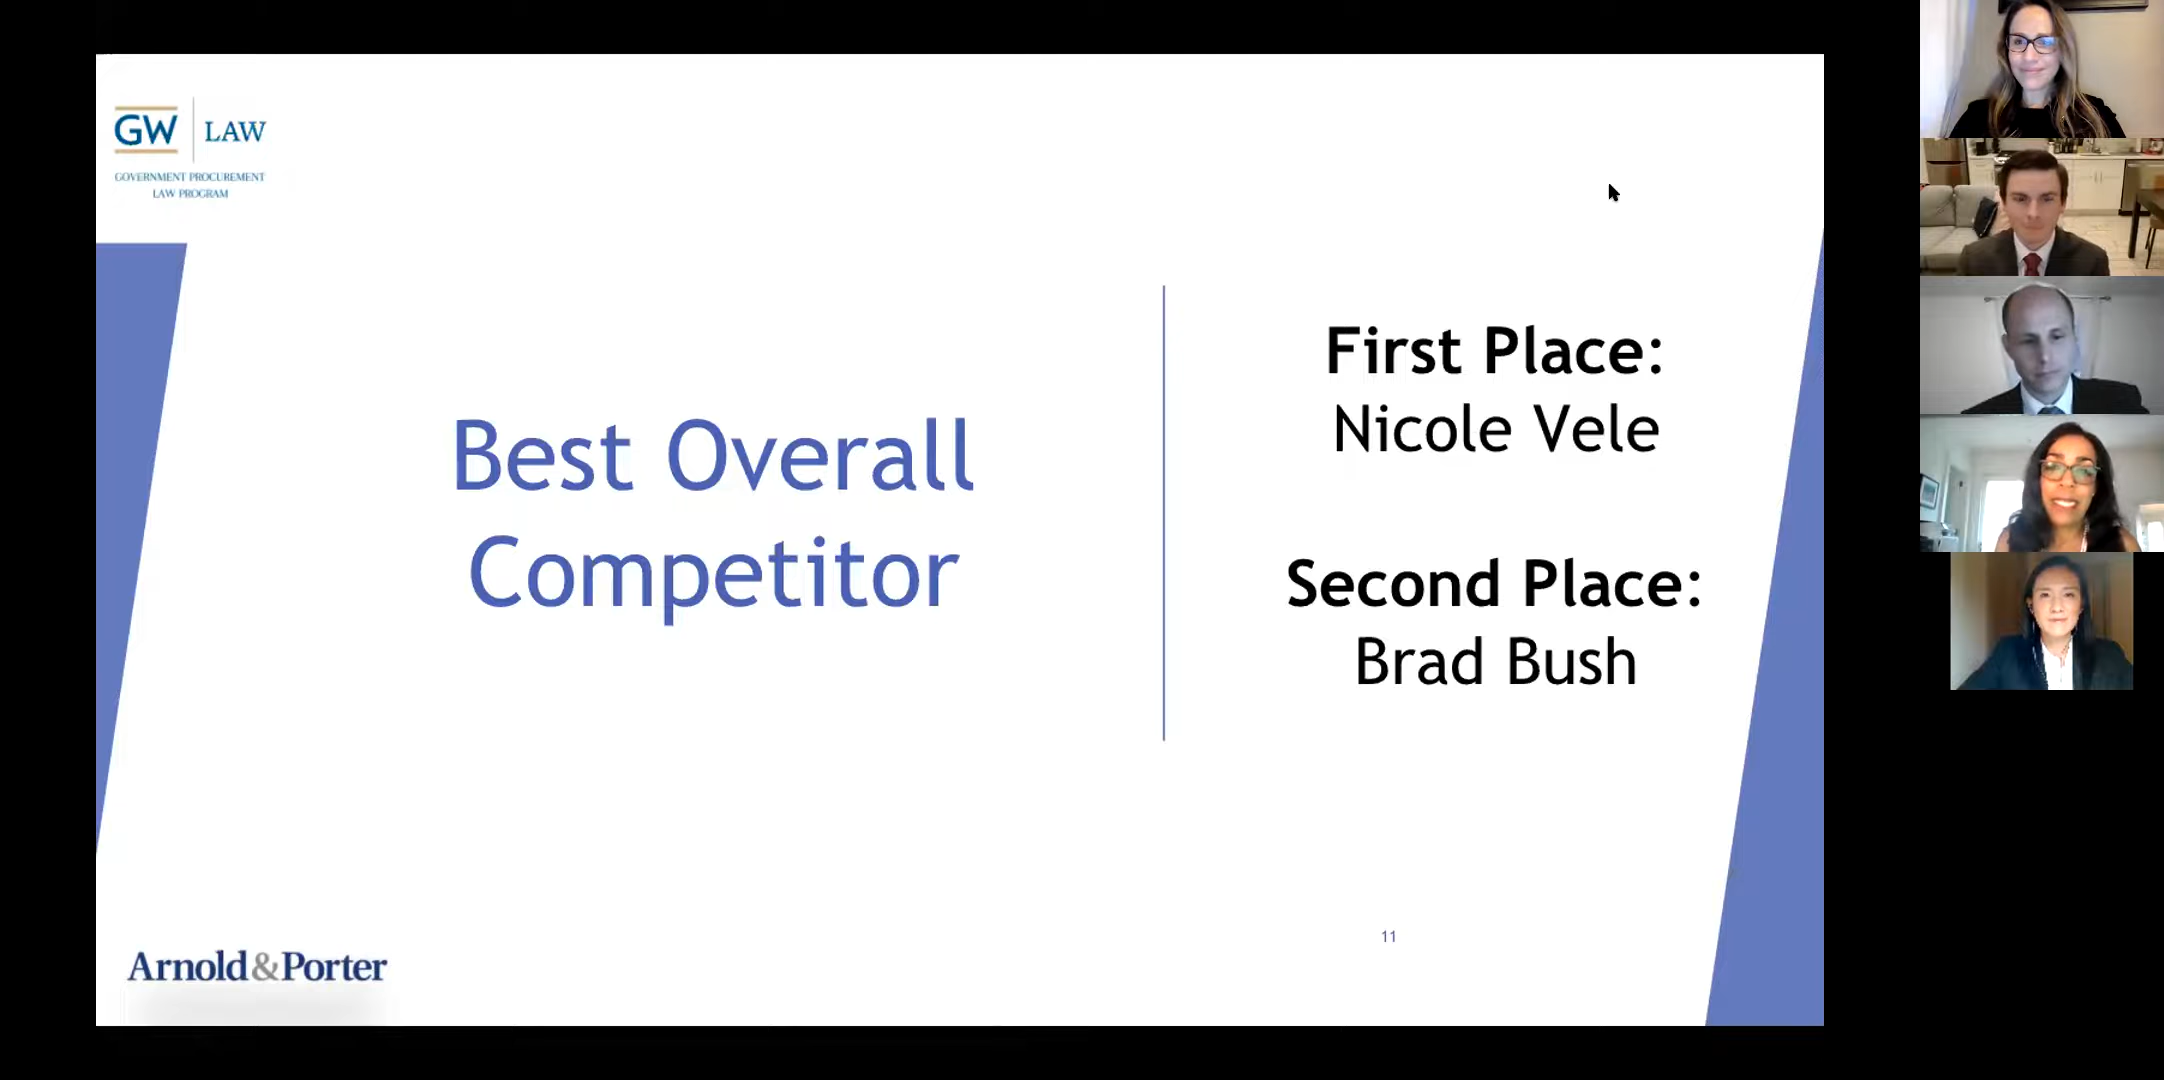 GW LAW
GOVERNMENT PROCUREMENT
LAW PROGRAM
Best Overall
Competitor
First Place:
Nicole Vele
Second Place:
Brad Bush
11
Arnold&Porter